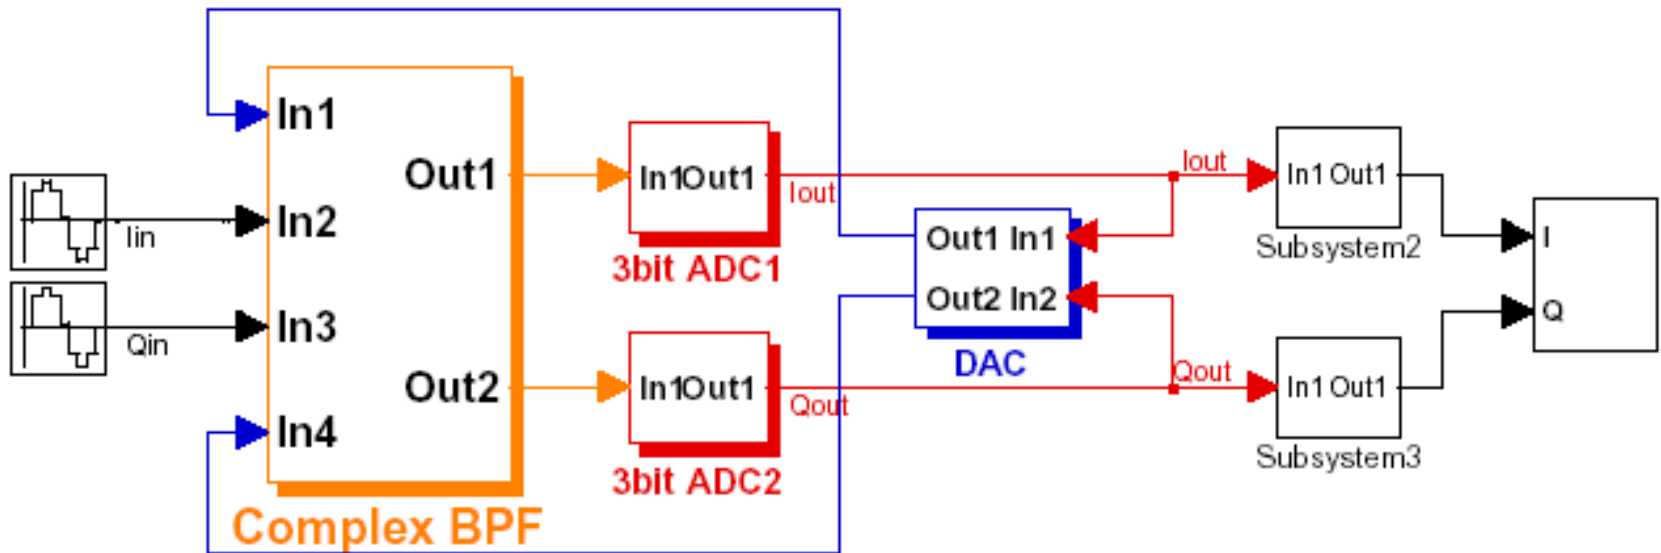 In1
Out1
In2
Iin
In3
Qin
Out2
In4
Complex BPF
In1Out1
3bit ADC1
Iout
In1Out1
3bit ADC2
Qout
Out1 In1
Out2 In2
DAC
Iout
Qout
In1 Out1
Subsystem2
In1 Out1
Subsystem3
I
Q